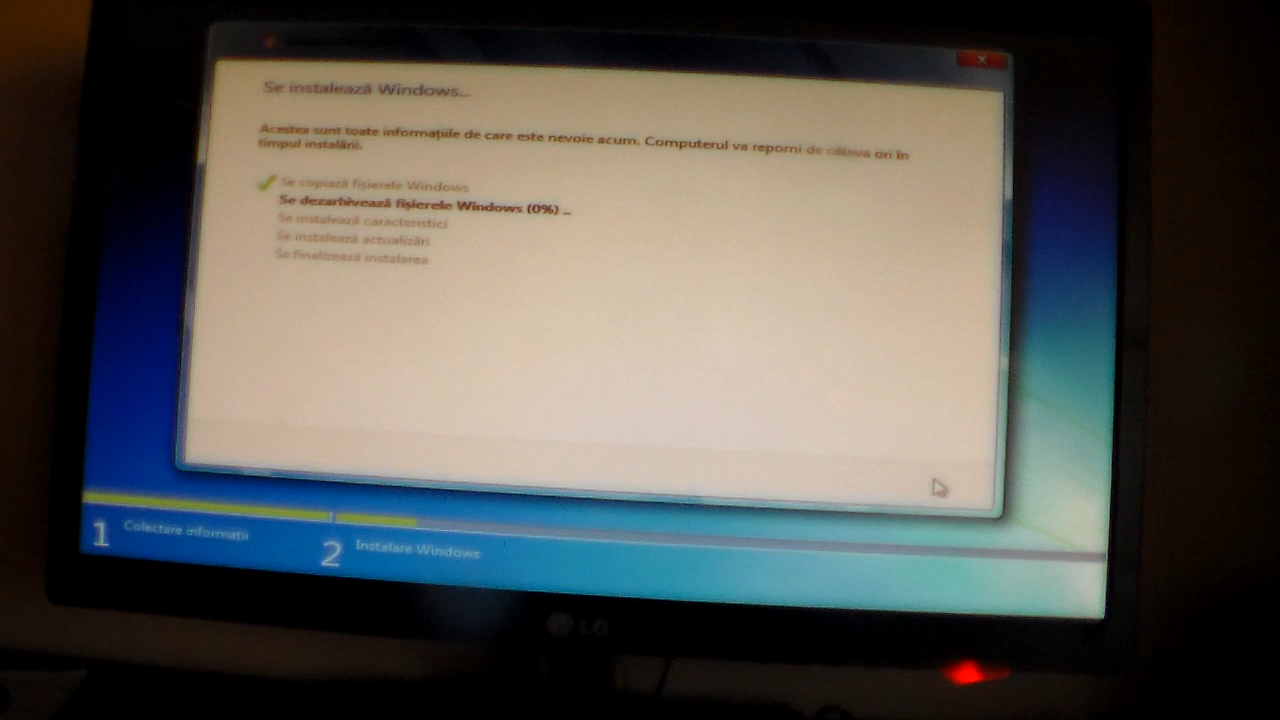 Se instalează Windows...
Acestea sunt toate informațiile de care este nevoie acum. Computerul va reporni de câteva ori în
timpul instalării.
Se copiază fișierele Windows
Se dezarhivează fișierele Windows (0%) ...
Se instalează caracteristici
Se instalează actualizări
Se finalizează instalarea
1 Colectare informații
2 Instalare Windows
LG